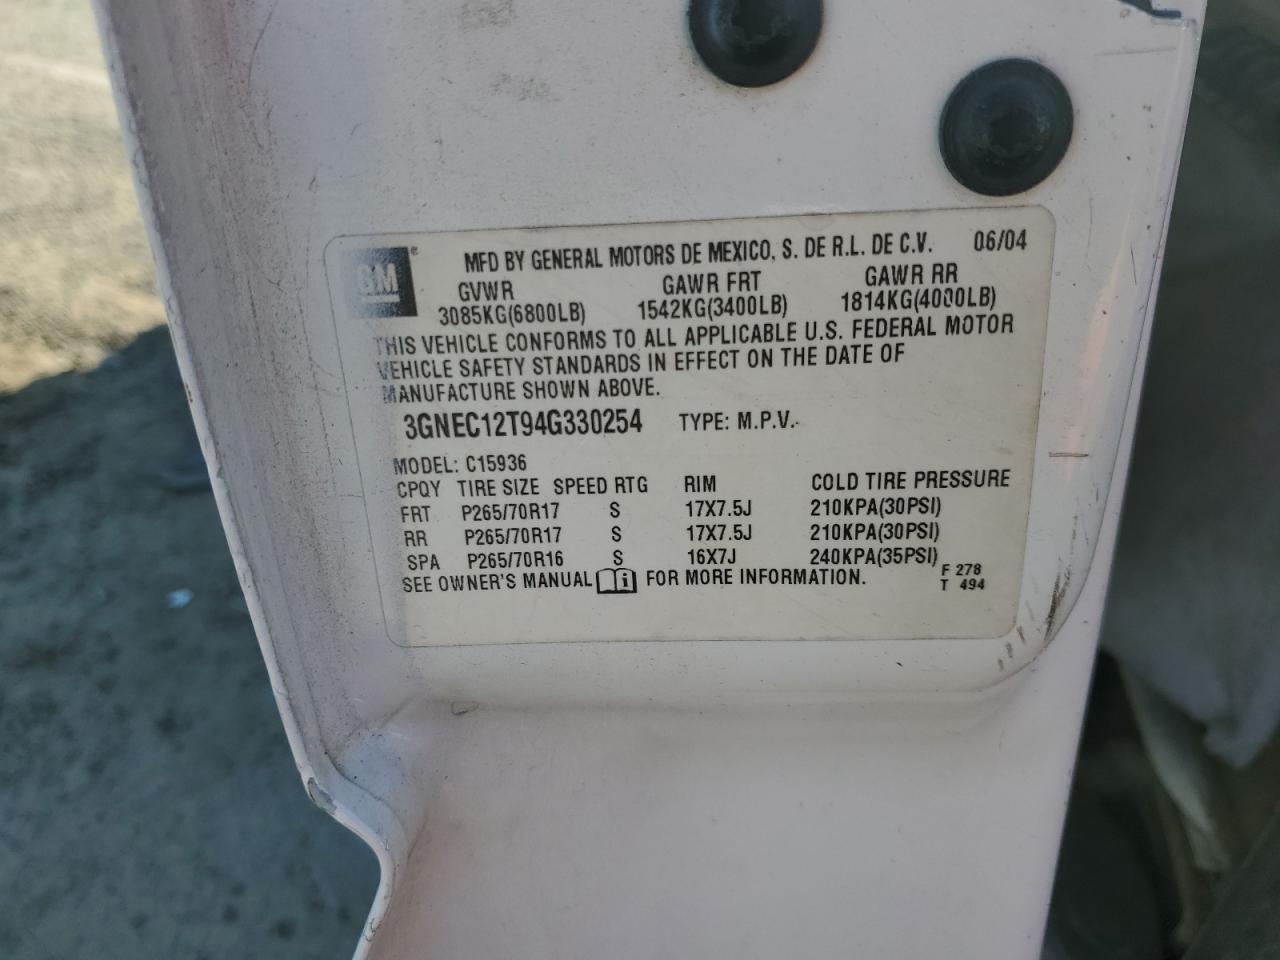 GM®
MFD BY GENERAL MOTORS DE MEXICO, S. DE R.L. DE C.V. 06/04
GVWR GAWR FRT GAWR RR
3085KG(6800LB) 1542KG(3400LB) 1814KG(4000LB)
THIS VEHICLE CONFORMS TO ALL APPLICABLE U.S. FEDERAL MOTOR
VEHICLE SAFETY STANDARDS IN EFFECT ON THE DATE OF
MANUFACTURE SHOWN ABOVE.
3GNEC12T94G330254 TYPE: M.P.V.
MODEL: C15936
CPQY TIRE SIZE SPEED RTG RIM COLD TIRE PRESSURE
FRT P265/70R17 S 17X7.5J 210KPA(30PSI)
RR P265/70R17 S 17X7.5J 210KPA(30PSI)
SPA P265/70R16 S 16X7J 240KPA(35PSI)
SEE OWNER'S MANUAL i FOR MORE INFORMATION.
F 278
T 494